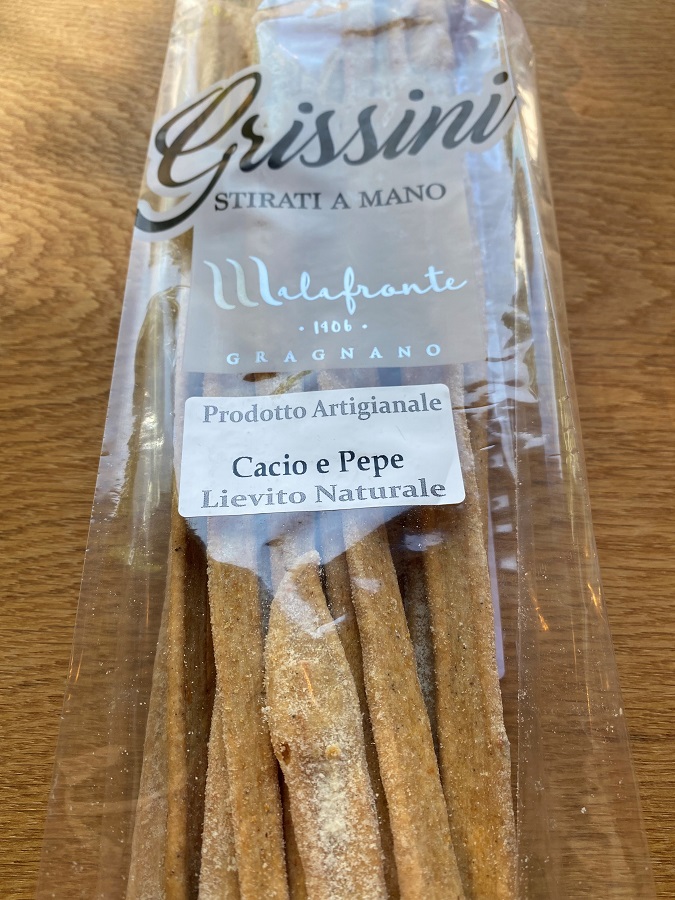 Grissini
STIRATI A MANO
Malafronte
· 1906 ·
GRAGNANO
Prodotto Artigianale
Cacio e Pepe
Lievito Naturale